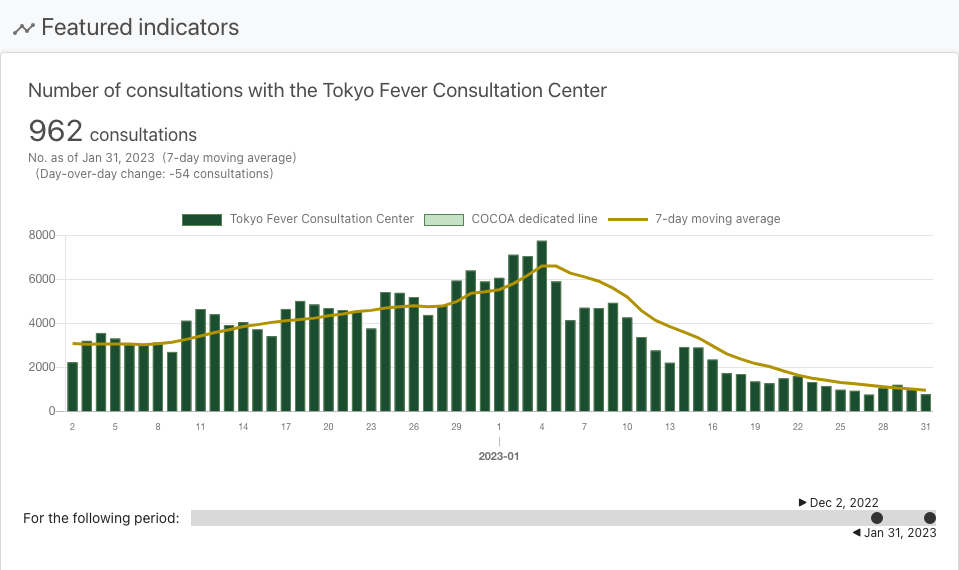 Featured indicators
Number of consultations with the Tokyo Fever Consultation Center
962 consultations
No. as of Jan 31, 2023 (7-day moving average)
(Day-over-day change: -54 consultations)
Tokyo Fever Consultation Center COCOA dedicated line 7-day moving average
8000
6000
4000
2000
0
2 5 8 11 14 17 20 23 26 29 1 4 7 10 13 16 19 22 25 28 31
2023-01
▶ Dec 2, 2022
For the following period:
◀ Jan 31, 2023